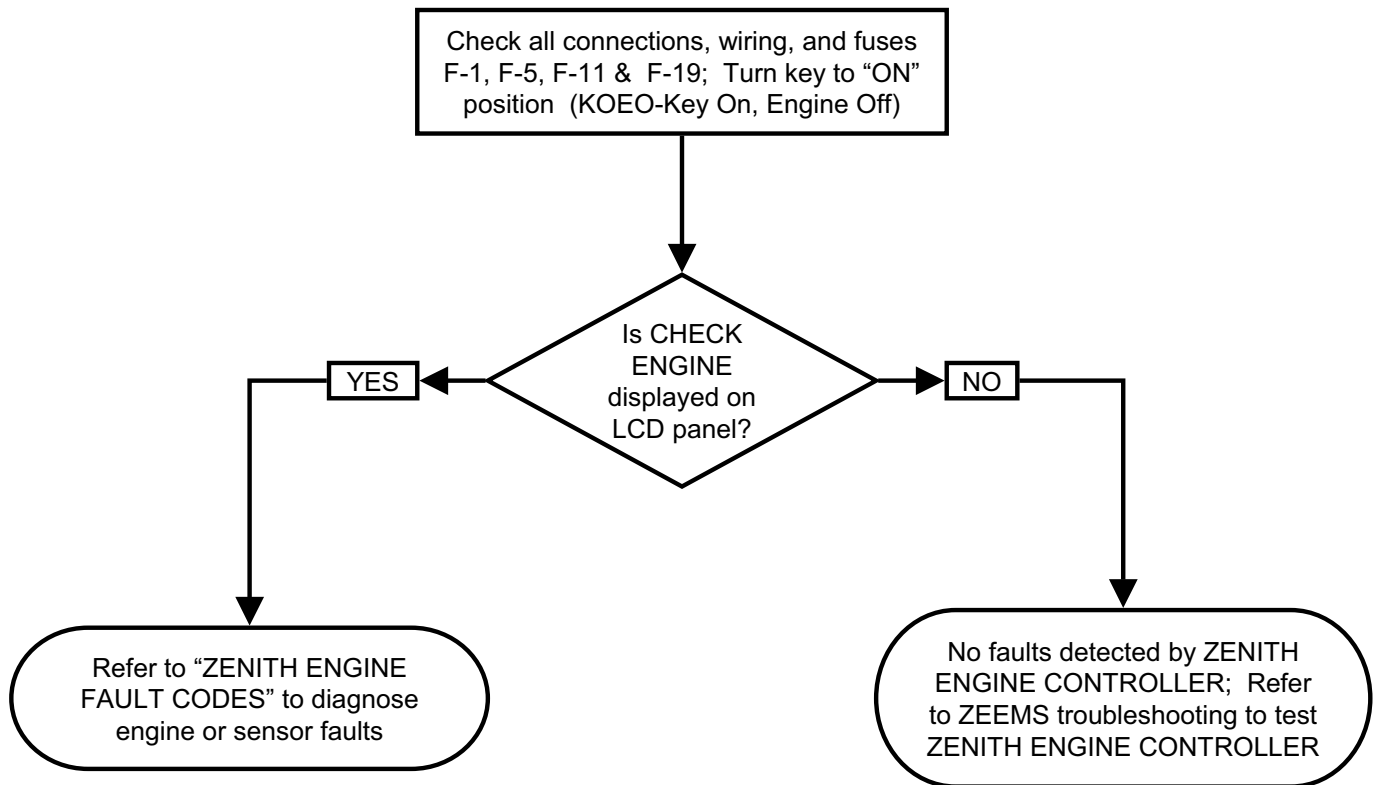 Check all connections, wiring, and fuses
F-1, F-5, F-11 &  F-19;  Turn key to “ON”
position  (KOEO-Key On, Engine Off)
Is CHECK
ENGINE
displayed on
LCD panel?
YES
NO
Refer to “ZENITH ENGINE
FAULT CODES” to diagnose
engine or sensor faults
No faults detected by ZENITH
ENGINE CONTROLLER;  Refer
to ZEEMS troubleshooting to test
ZENITH ENGINE CONTROLLER